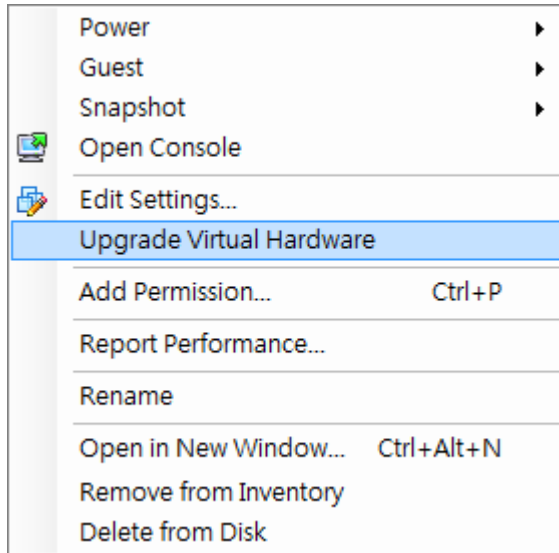 Power
Guest
Snapshot
Open Console
Edit Settings...
Upgrade Virtual Hardware
Add Permission... Ctrl+P
Report Performance...
Rename
Open in New Window... Ctrl+Alt+N
Remove from Inventory
Delete from Disk